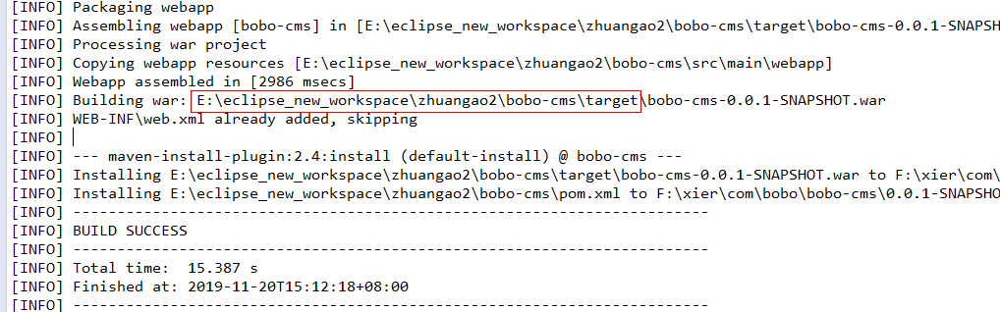 [INFO] Packaging webapp
[INFO] Assembling webapp [bobo-cms] in [E:\eclipse_new_workspace\zhuangao2\bobo-cms\target\bobo-cms-0.0.1-SNAPSH
[INFO] Processing war project
[INFO] Copying webapp resources [E:\eclipse_new_workspace\zhuangao2\bobo-cms\src\main\webapp]
[INFO] Webapp assembled in [2986 msecs]
[INFO] Building war: E:\eclipse_new_workspace\zhuangao2\bobo-cms\target\bobo-cms-0.0.1-SNAPSHOT.war
[INFO] WEB-INF\web.xml already added, skipping
[INFO]
[INFO] --- maven-install-plugin:2.4:install (default-install) @ bobo-cms ---
[INFO] Installing E:\eclipse_new_workspace\zhuangao2\bobo-cms\target\bobo-cms-0.0.1-SNAPSHOT.war to F:\xier\com\
[INFO] Installing E:\eclipse_new_workspace\zhuangao2\bobo-cms\pom.xml to F:\xier\com\bobo\bobo-cms\0.0.1-SNAPSHO
[INFO] ------------------------------------------------------------------------
[INFO] BUILD SUCCESS
[INFO] ------------------------------------------------------------------------
[INFO] Total time:  15.387 s
[INFO] Finished at: 2019-11-20T15:12:18+08:00
[INFO] ------------------------------------------------------------------------